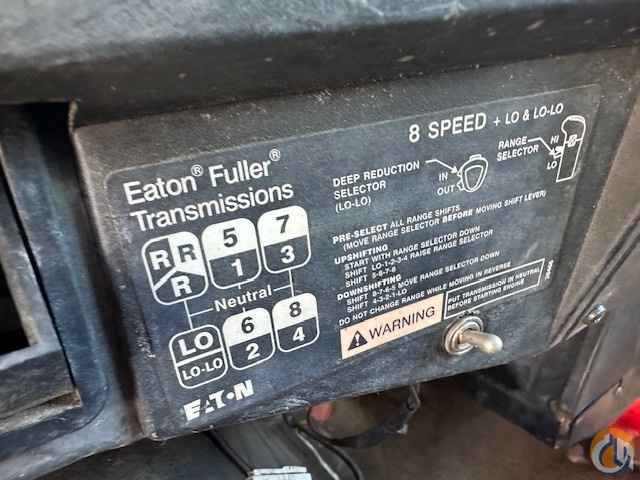 8 SPEED + LO & LO-LO
Eaton® Fuller®
Transmissions
DEEP REDUCTION
SELECTOR
(LO-LO)
IN
OUT
RANGE
SELECTOR
HI
LO
R R
R
5
1
7
3
Neutral
LO
LO-LO
6
2
8
4
PRE-SELECT ALL RANGE SHIFTS
(MOVE RANGE SELECTOR BEFORE MOVING SHIFT LEVER)
UPSHIFTING
START WITH RANGE SELECTOR DOWN
SHIFT LO-1-2-3-4 RAISE RANGE SELECTOR
SHIFT 5-6-7-8
DOWNSHIFTING
SHIFT 8-7-6-5 MOVE RANGE SELECTOR DOWN
SHIFT 4-3-2-1-LO
DO NOT CHANGE RANGE WHILE MOVING IN REVERSE
WARNING
PUT TRANSMISSION IN NEUTRAL
BEFORE STARTING ENGINE
EATON